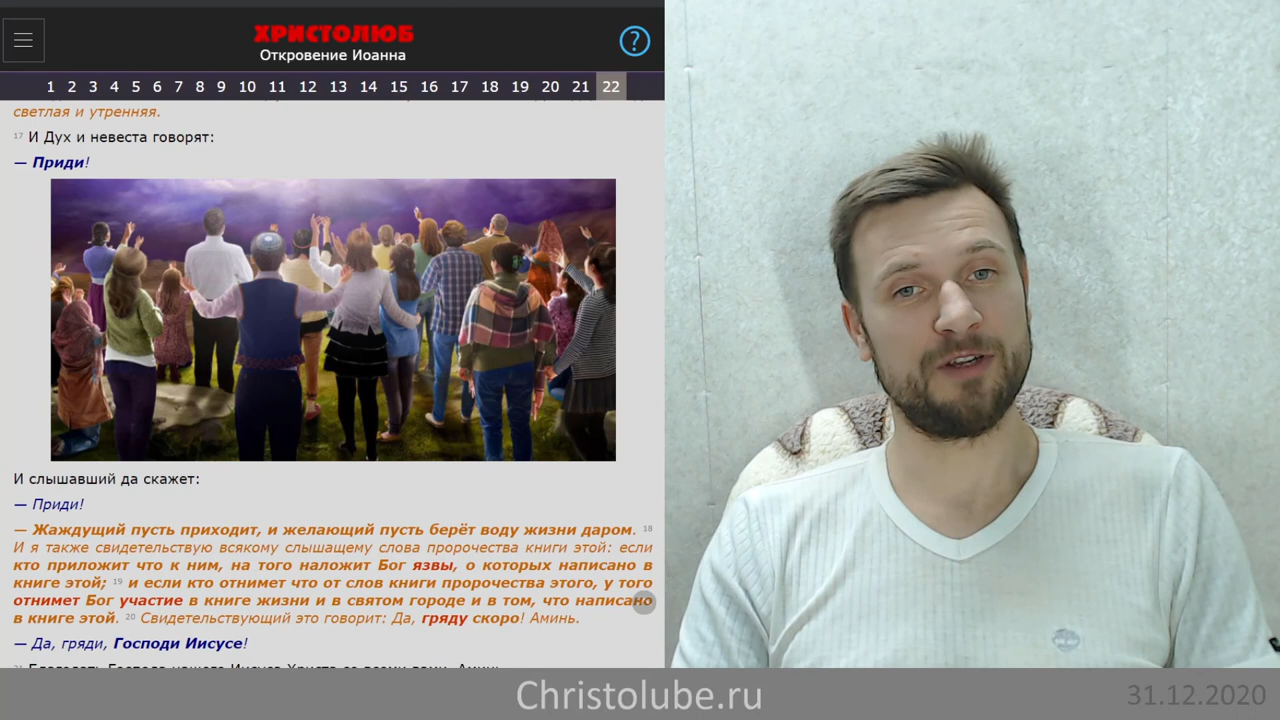 ХРИСТОЛЮБ
Откровение Иоанна
?
1 2 3 4 5 6 7 8 9 10 11 12 13 14 15 16 17 18 19 20 21 22
светлая и утренняя.
17 И Дух и невеста говорят:
— Приди!
И слышавший да скажет:
— Приди!
— Жаждущий пусть приходит, и желающий пусть берёт воду жизни даром. 18
И я также свидетельствую всякому слышащему слова пророчества книги этой: если
кто приложит что к ним, на того наложит Бог язвы, о которых написано в
книге этой; 19 и если кто отнимет что от слов книги пророчества этого, у того
отнимет Бог участие в книге жизни и в святом городе и в том, что написано
в книге этой. 20 Свидетельствующий это говорит: Да, гряду скоро! Аминь.
— Да, гряди, Господи Иисусе!
Christolube.ru
31.12.2020